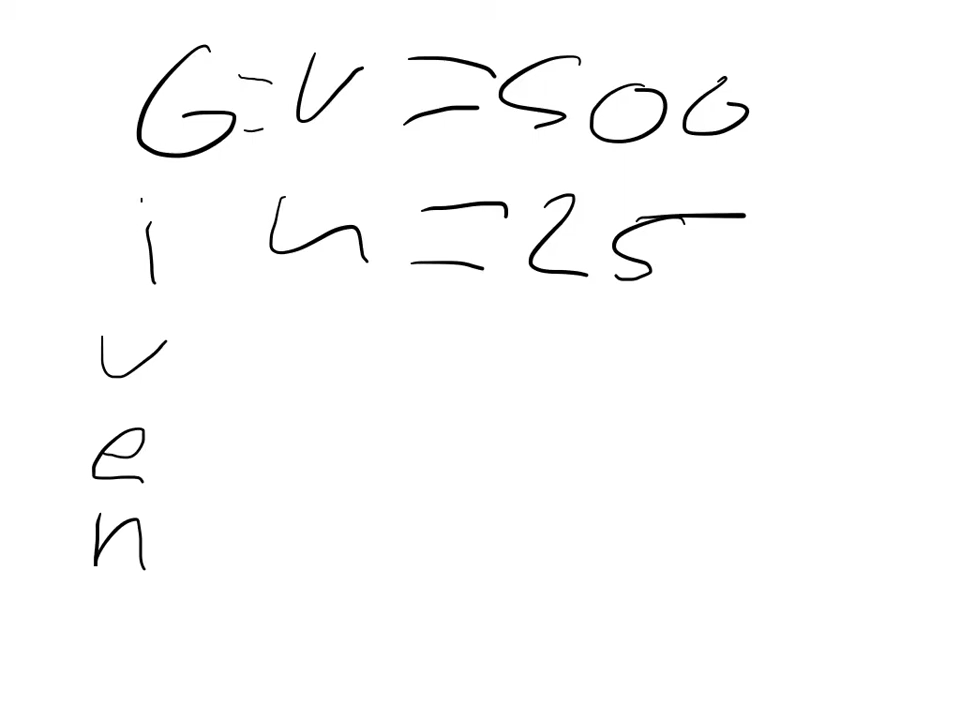 G = V = 500
i h = 25
v
e
n